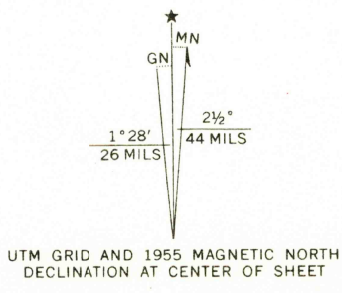 ★
MN
GN
1°28′
26 MILS
2½°
44 MILS
UTM GRID AND 1955 MAGNETIC NORTH
DECLINATION AT CENTER OF SHEET